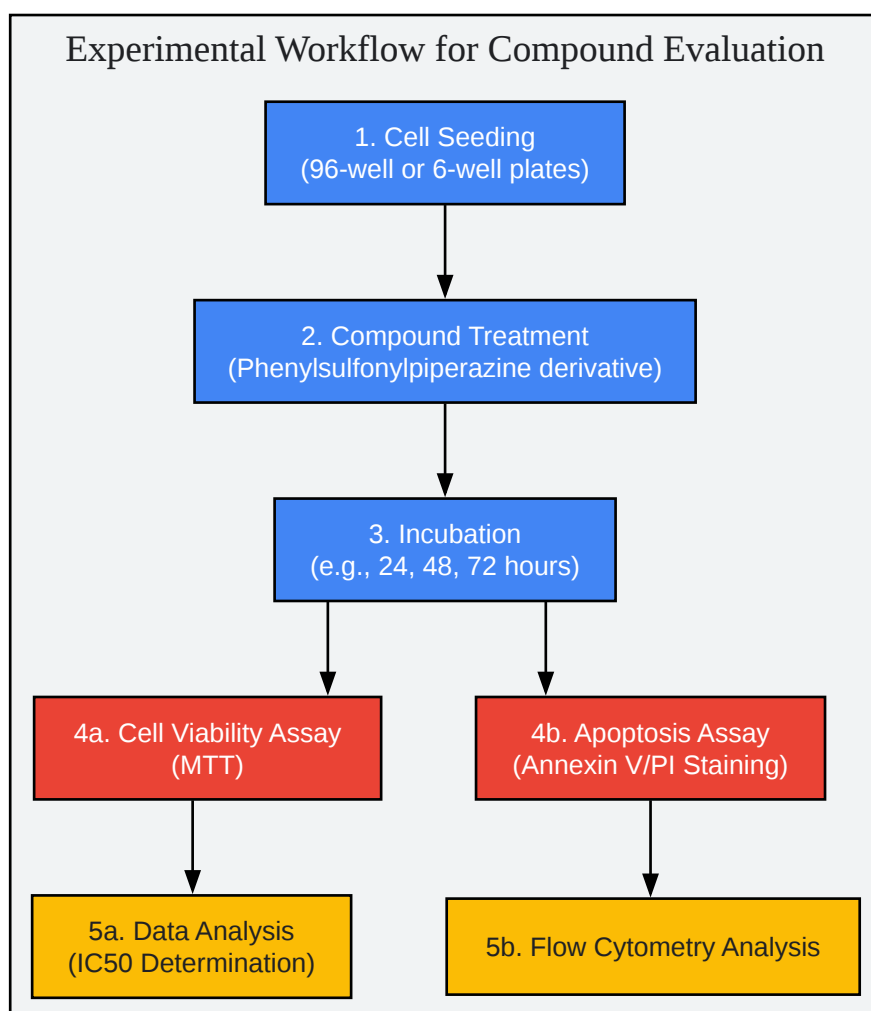 Experimental Workflow for Compound Evaluation
1. Cell Seeding
(96-well or 6-well plates)
2. Compound Treatment
(Phenylsulfonylpiperazine derivative)
3. Incubation
(e.g., 24, 48, 72 hours)
4a. Cell Viability Assay
(MTT)
4b. Apoptosis Assay
(Annexin V/PI Staining)
5a. Data Analysis
(IC50 Determination)
5b. Flow Cytometry Analysis